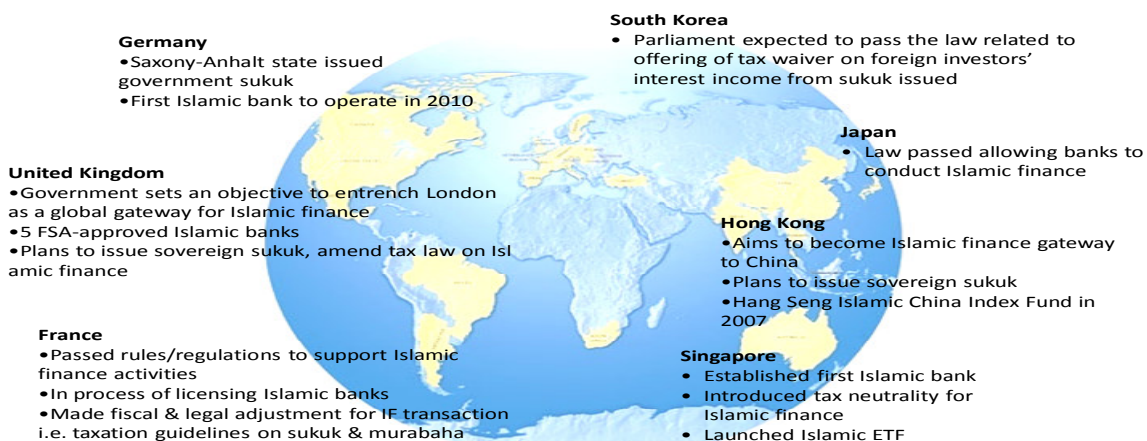 Germany
•Saxony-Anhalt state issued
government sukuk
•First Islamic bank to operate in 2010
South Korea
• Parliament expected to pass the law related to
offering of tax waiver on foreign investors’
interest income from sukuk issued
Japan
• Law passed allowing banks to
conduct Islamic finance
United Kingdom
•Government sets an objective to entrench London
as a global gateway for Islamic finance
•5 FSA-approved Islamic banks
•Plans to issue sovereign sukuk, amend tax law on Isl
amic finance
Hong Kong
•Aims to become Islamic finance gateway
to China
•Plans to issue sovereign sukuk
•Hang Seng Islamic China Index Fund in
2007
France
•Passed rules/regulations to support Islamic
finance activities
•In process of licensing Islamic banks
•Made fiscal & legal adjustment for IF transaction
i.e. taxation guidelines on sukuk & murabaha
Singapore
• Established first Islamic bank
• Introduced tax neutrality for
Islamic finance
• Launched Islamic ETF